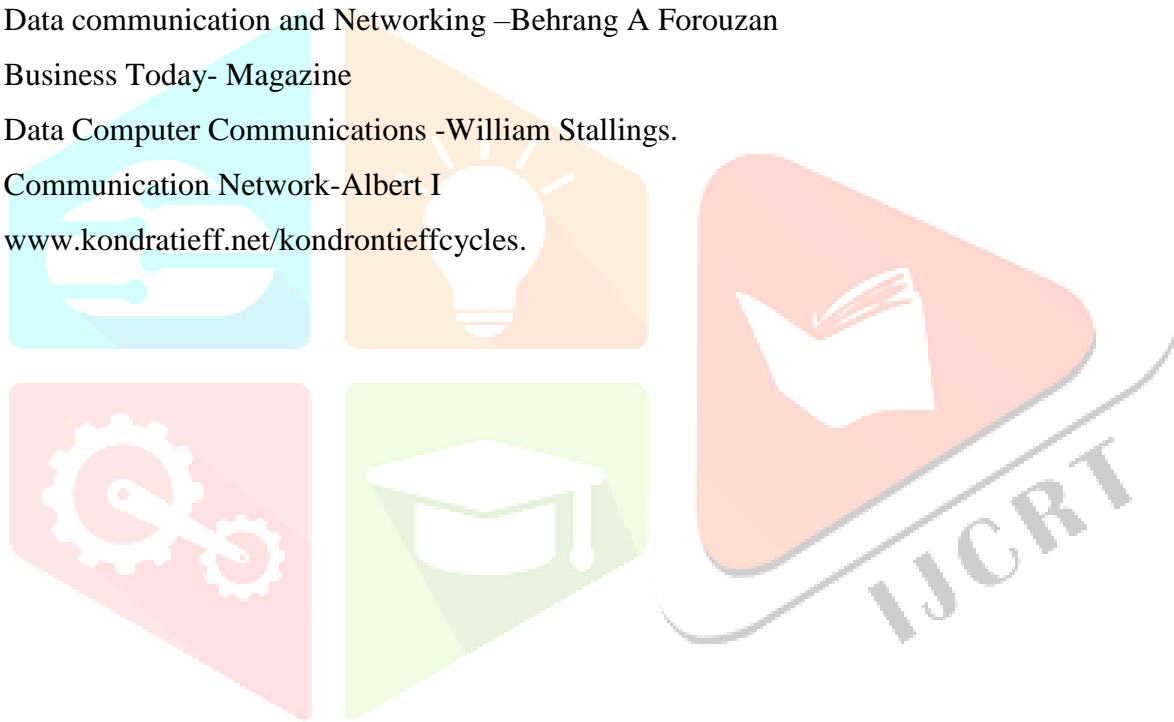 Data communication and Networking –Behrang A Forouzan
Business Today- Magazine
Data Computer Communications -William Stallings.
Communication Network-Albert I
www.kondratieff.net/kondrontieffcycles.
IJCRT